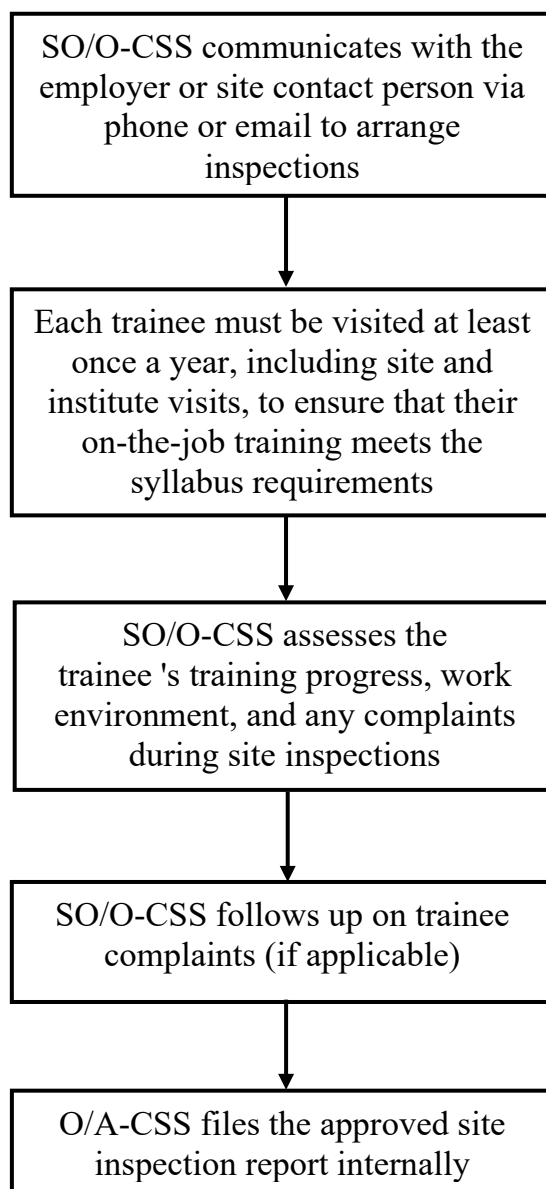 SO/O-CSS communicates with the
employer or site contact person via
phone or email to arrange
inspections
Each trainee must be visited at least
once a year, including site and
institute visits, to ensure that their
on-the-job training meets the
syllabus requirements
SO/O-CSS assesses the
trainee 's training progress, work
environment, and any complaints
during site inspections
SO/O-CSS follows up on trainee
complaints (if applicable)
O/A-CSS files the approved site
inspection report internally